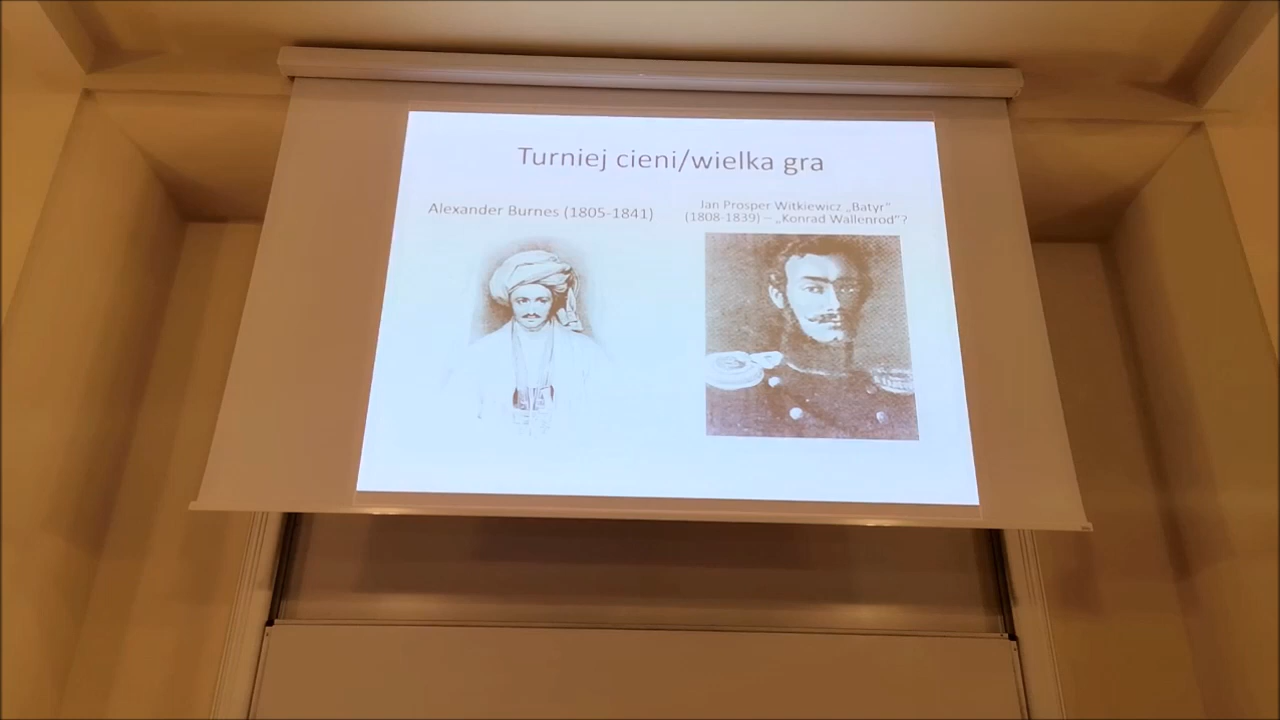 Turniej cieni/wielka gra
Alexander Burnes (1805-1841)
Jan Prosper Witkiewicz „Batyr”
(1808-1839) – „Konrad Wallenrod”?